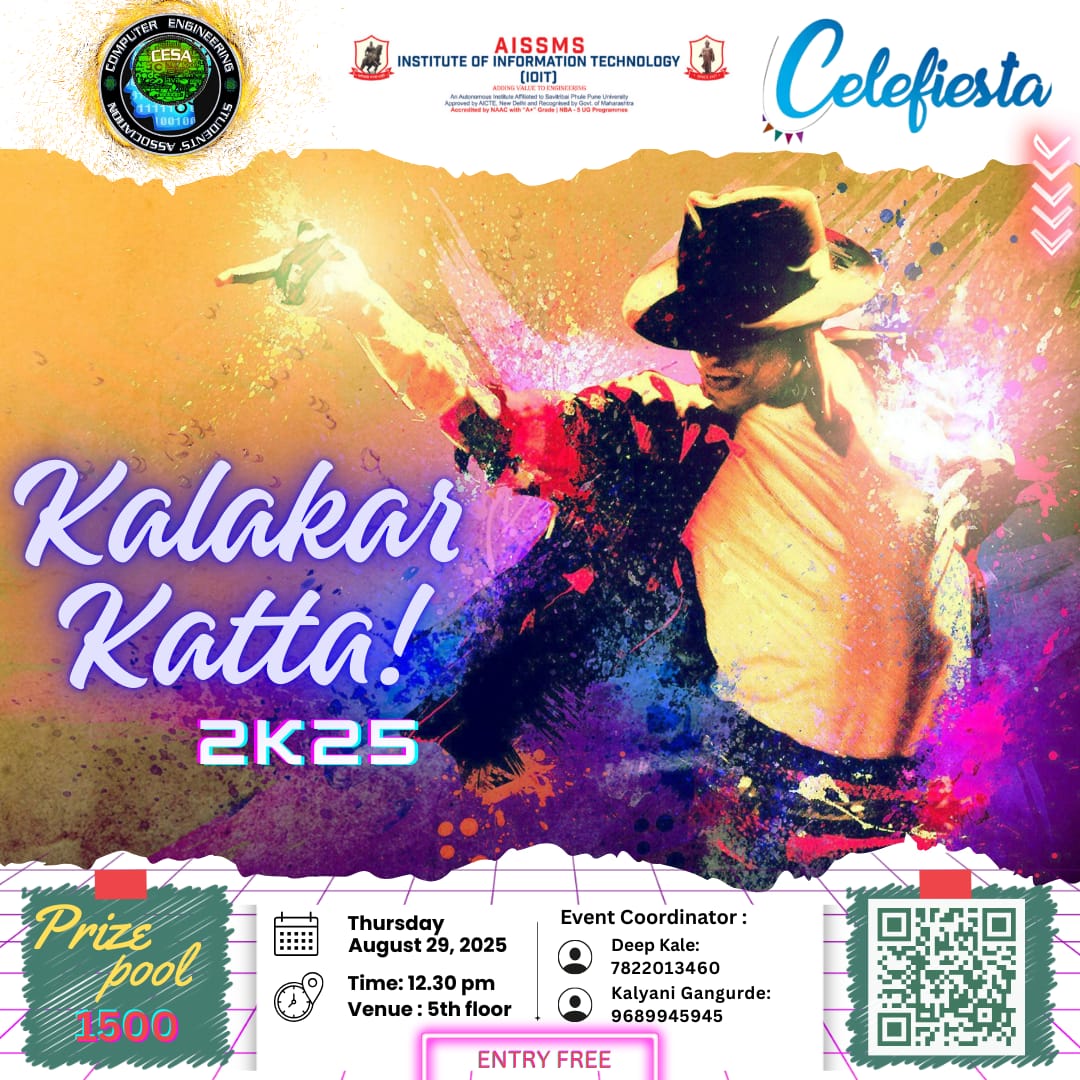 COMPUTER ENGINEERING
STUDENTS' ASSOCIATION
CESA
AISSMS
INSTITUTE OF INFORMATION TECHNOLOGY
(IOIT)
ADDING VALUE TO ENGINEERING
An Autonomous Institute Affiliated to Savitribai Phule Pune University
Approved by AICTE, New Delhi and Recognised by Govt. of Maharashtra
Accredited by NAAC with "A+" Grade | NBA - 5 UG Programmes
Celefiesta
Kalakar
Katta!
2K25
Prize
pool
1500
Thursday
August 29, 2025
Time: 12.30 pm
Venue : 5th floor
Event Coordinator :
Deep Kale:
7822013460
Kalyani Gangurde:
9689945945
ENTRY FREE